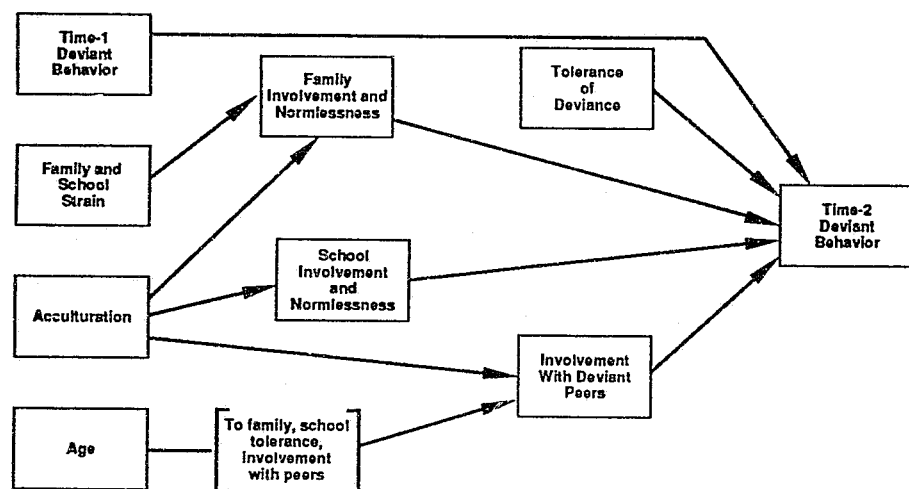 Time-1
Deviant
Behavior
Family
Involvement and
Normlessness
Tolerance
of
Deviance
Family and
School
Strain
Time-2
Deviant
Behavior
School
Involvement
and
Normlessness
Acculturation
Involvement
With Deviant
Peers
Age
To family, school
tolerance,
involvement
with peers